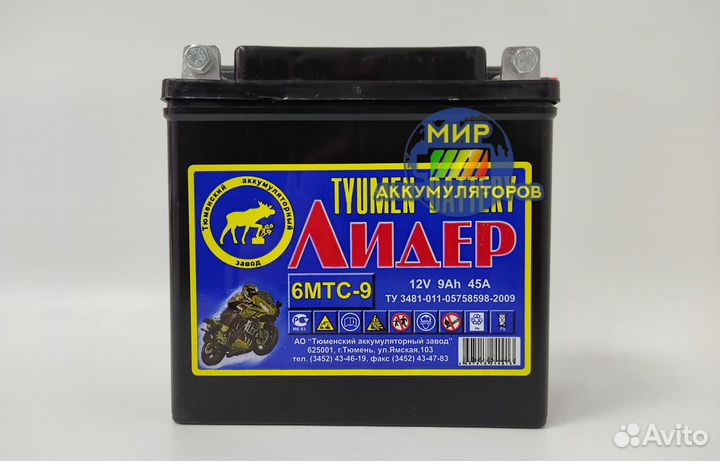 МИР
АККУМУЛЯТОРОВ
Тюменский аккумуляторный
завод
TYUMEN BATTERY
ЛИДЕР
6МТС-9
12V 9Ah 45A
ТУ 3481-011-05758598-2009
АО "Тюменский аккумуляторный завод"
625001, г.Тюмень, ул.Ямская,103
тел. (3452) 43-46-19, факс (3452) 43-47-83
Avito